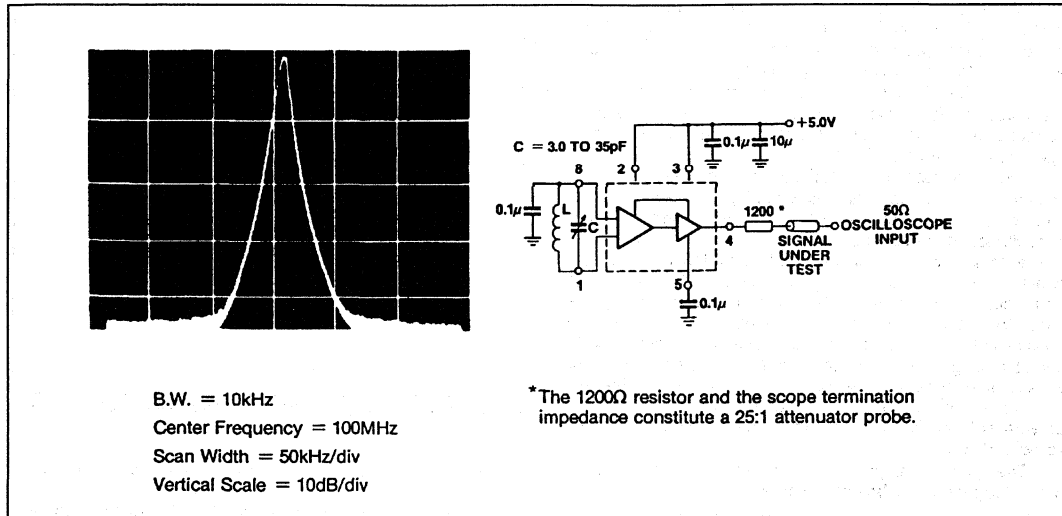 C = 3.0 TO 35pF
8
2
3
0.1μ
10μ
+5.0V
0.1μ
L
C
1
4
1200 *
SIGNAL
UNDER
TEST
50Ω
OSCILLOSCOPE
INPUT
5
0.1μ
B.W. = 10kHz
Center Frequency = 100MHz
Scan Width = 50kHz/div
Vertical Scale = 10dB/div
*The 1200Ω resistor and the scope termination
impedance constitute a 25:1 attenuator probe.